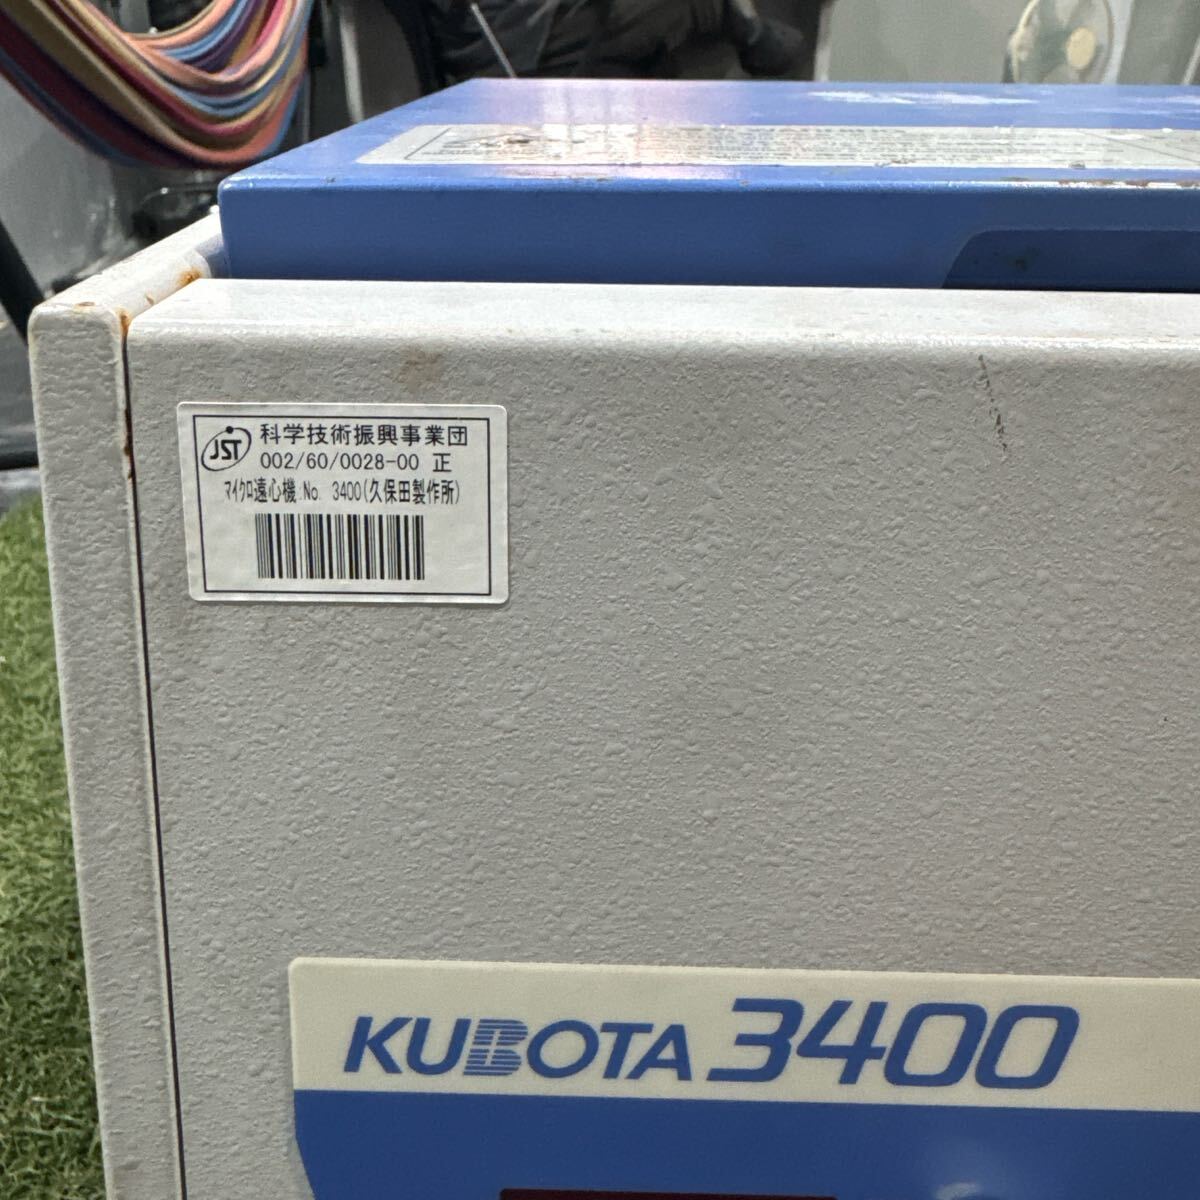 JST 科学技術振興事業団
002/60/0028-00 正
マイクロ遠心機:No. 3400(久保田製作所)
KUBOTA 3400